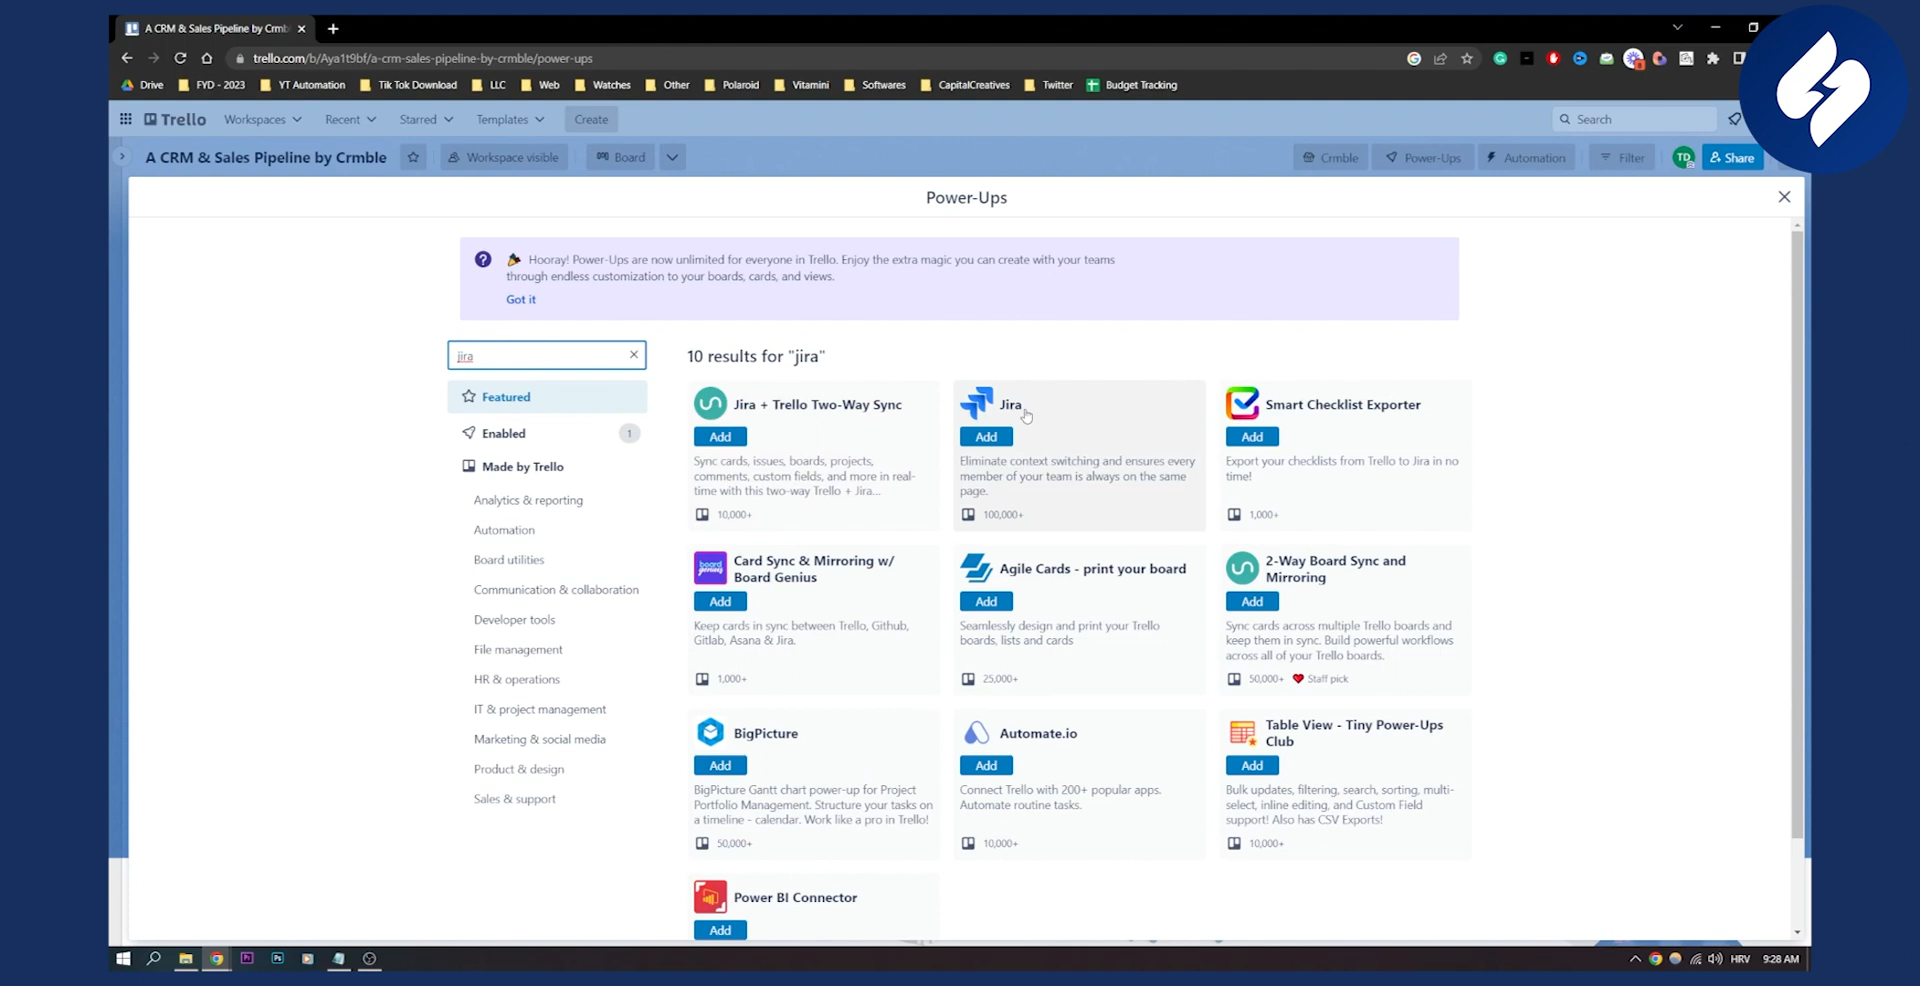 A CRM & Sales Pipeline by Crmb
trello.com/b/Aya1t9bf/a-crm-sales-pipeline-by-crmble/power-ups
Drive FYD - 2023 YT Automation Tik Tok Download LLC Web Watches Other Polaroid Vitamini Softwares CapitalCreatives Twitter Budget Tracking
Trello Workspaces Recent Starred Templates Create Search
A CRM & Sales Pipeline by Crmble Workspace visible Board Crmble Power-Ups Automation Filter TD Share
Power-Ups
Hooray! Power-Ups are now unlimited for everyone in Trello. Enjoy the extra magic you can create with your teams
through endless customization to your boards, cards, and views.
Got it
jira
Featured
Enabled 1
Made by Trello
Analytics & reporting
Automation
Board utilities
Communication & collaboration
Developer tools
File management
HR & operations
IT & project management
Marketing & social media
Product & design
Sales & support
10 results for "jira"
Jira + Trello Two-Way Sync
Add
Sync cards, issues, boards, projects,
comments, custom fields, and more in real-
time with this two-way Trello + Jira...
10,000+
Jira
Add
Eliminate context switching and ensures every
member of your team is always on the same
page.
100,000+
Smart Checklist Exporter
Add
Export your checklists from Trello to Jira in no
time!
1,000+
board
genius
Card Sync & Mirroring w/
Board Genius
Add
Keep cards in sync between Trello, Github,
Gitlab, Asana & Jira.
1,000+
Agile Cards - print your board
Add
Seamlessly design and print your Trello
boards, lists and cards
25,000+
2-Way Board Sync and
Mirroring
Add
Sync cards across multiple Trello boards and
keep them in sync. Build powerful workflows
across all of your Trello boards.
50,000+ Staff pick
BigPicture
Add
BigPicture Gantt chart power-up for Project
Portfolio Management. Structure your tasks on
a timeline - calendar. Work like a pro in Trello!
50,000+
Automate.io
Add
Connect Trello with 200+ popular apps.
Automate routine tasks.
10,000+
Table View - Tiny Power-Ups
Club
Add
Bulk updates, filtering, search, sorting, multi-
select, inline editing, and Custom Field
support! Also has CSV Exports!
10,000+
Power BI Connector
Add
Pr Ps
HRV 9:28 AM